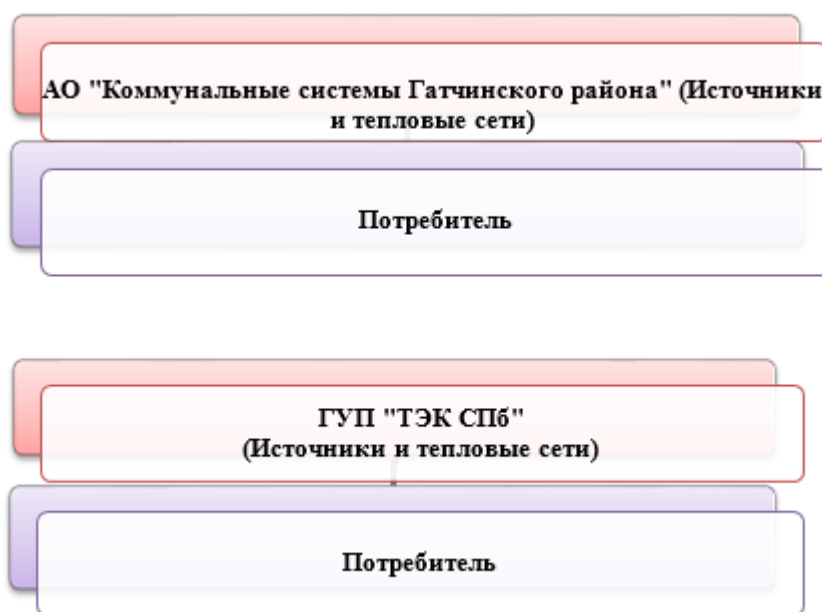 АО "Коммунальные системы Гатчинского района" (Источники
и тепловые сети)
Потребитель
ГУП "ТЭК СПб"
(Источники и тепловые сети)
Потребитель